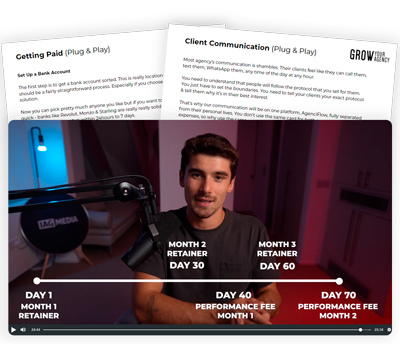 Getting Paid (Plug & Play)
Set Up a Bank Account
The first step is to get a bank account sorted. This is really location
should be a fairly straightforward process. Especially if you choose
solution.
Now you can pick pretty much anyone you like but if you want to
quick - banks like Revolut, Monzo & Starling are really really solid
Client Communication (Plug & Play)
GROW YOUR AGENCY
Most agency's communication is shambles. Their clients feel like they can call them,
text them, WhatsApp them, any time of the day at any hour.
You need to understand that people will follow the protocol that you set for them.
You just have to set the boundaries. You need to set your clients your exact protocol
& sell them why it's in their best interest.
That's why our communication will be on one platform, AgencFlow, fully separated
from their personal lives. You don't use the same card for
expenses, so why use the
IAG MEDIA
MONTH 2
RETAINER
DAY 30
MONTH 3
RETAINER
DAY 60
DAY 1
MONTH 1
RETAINER
DAY 40
PERFORMANCE FEE
MONTH 1
DAY 70
PERFORMANCE FEE
MONTH 2